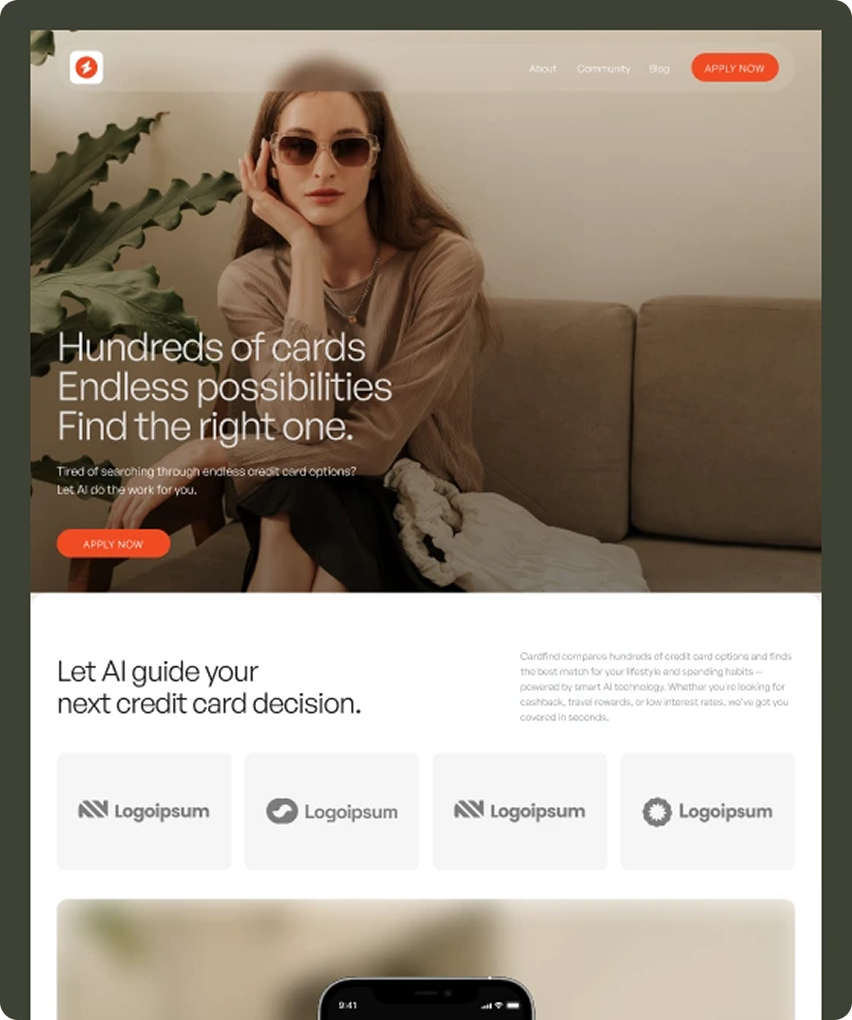 About Community Blog APPLY NOW
Hundreds of cards
Endless possibilities
Find the right one.
Tired of searching through endless credit card options?
Let AI do the work for you.
APPLY NOW
Let AI guide your
next credit card decision.
Cardfind compares hundreds of credit card options and finds
the best match for your lifestyle and spending habits —
powered by smart AI technology. Whether you're looking for
cashback, travel rewards, or low interest rates, we've got you
covered in seconds.
Logoipsum Logoipsum Logoipsum Logoipsum
9:41